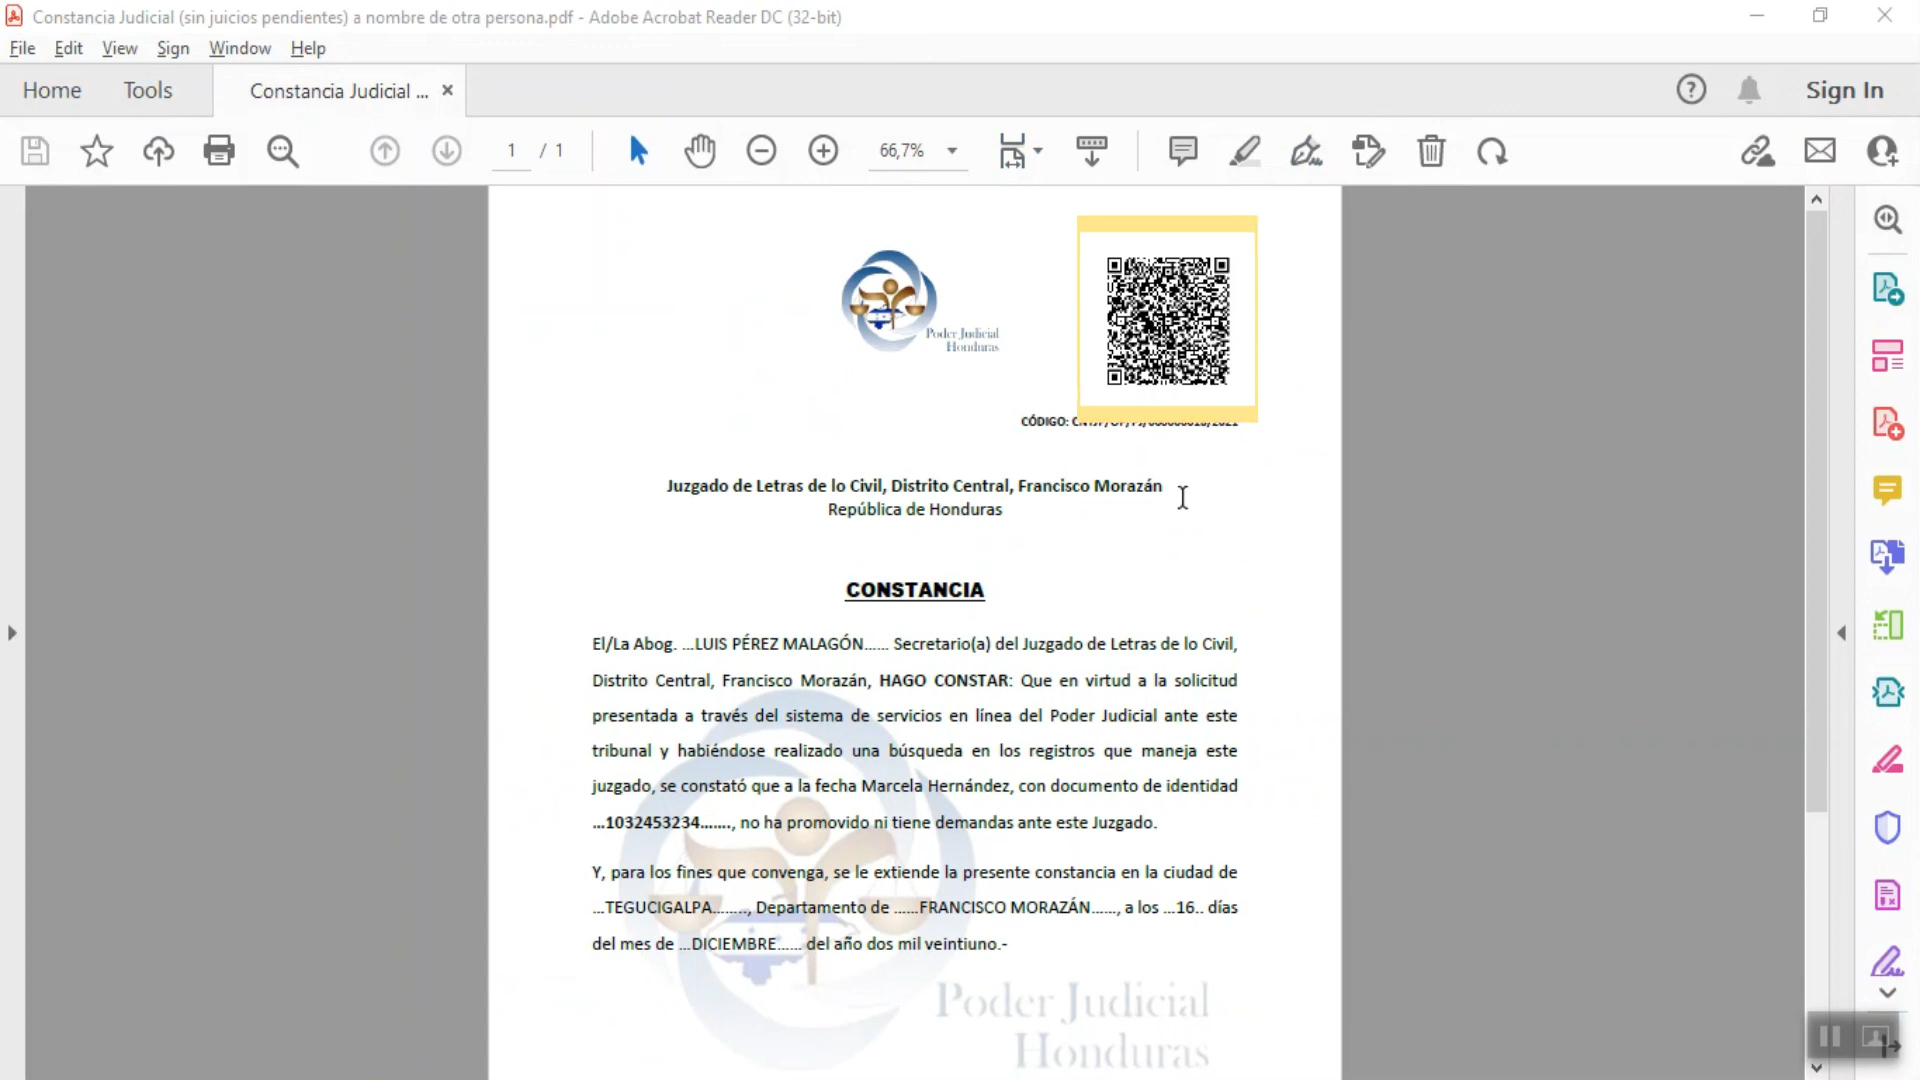 Constancia Judicial (sin juicios pendientes) a nombre de otra persona.pdf - Adobe Acrobat Reader DC (32-bit)
File Edit View Sign Window Help
Home Tools Constancia Judicial ... Sign In
1 / 1 66,7%
Poder Judicial
Honduras
CÓDIGO:
Juzgado de Letras de lo Civil, Distrito Central, Francisco Morazán
República de Honduras
CONSTANCIA
El/La Abog. ...LUIS PÉREZ MALAGÓN...... Secretario(a) del Juzgado de Letras de lo Civil,
Distrito Central, Francisco Morazán, HAGO CONSTAR: Que en virtud a la solicitud
presentada a través del sistema de servicios en línea del Poder Judicial ante este
tribunal y habiéndose realizado una búsqueda en los registros que maneja este
juzgado, se constató que a la fecha Marcela Hernández, con documento de identidad
...1032453234......., no ha promovido ni tiene demandas ante este Juzgado.
Y, para los fines que convenga, se le extiende la presente constancia en la ciudad de
...TEGUCIGALPA........, Departamento de ......FRANCISCO MORAZÁN......, a los ...16.. días
del mes de ...DICIEMBRE...... del año dos mil veintiuno.-
Poder Judicial
Honduras